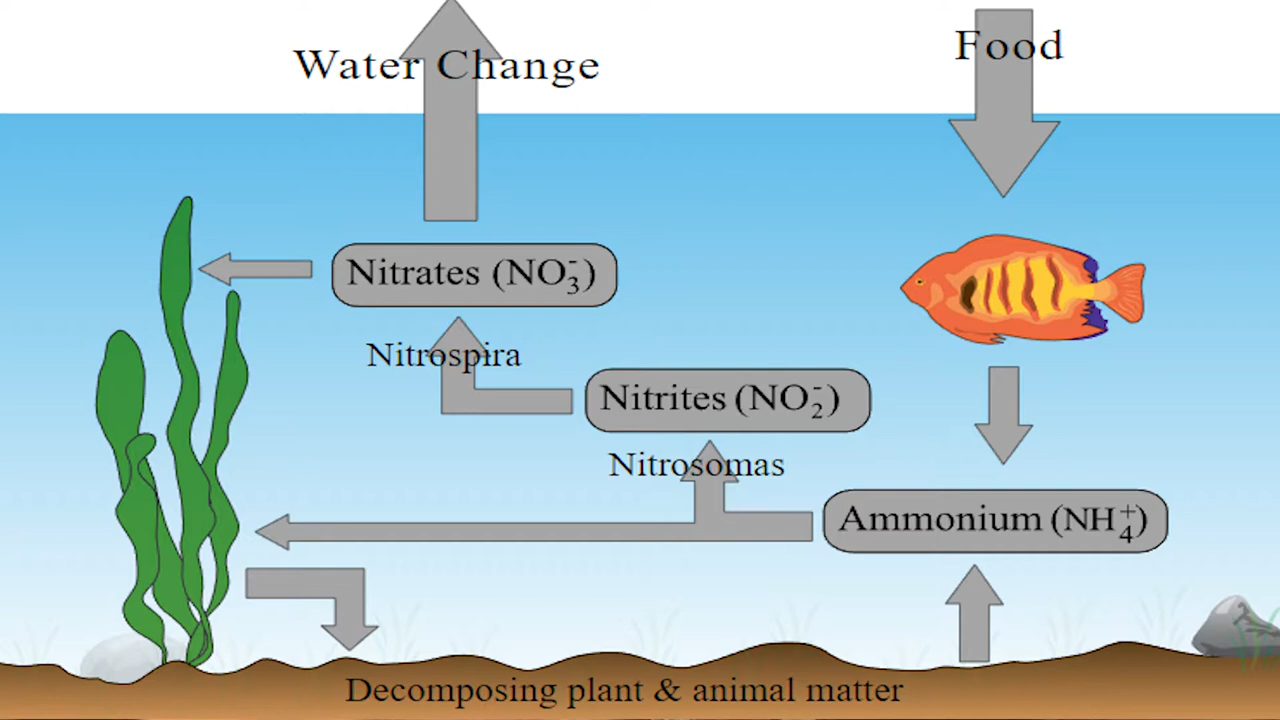 Water Change
Food
Nitrates (NO₃⁻)
Nitrospira
Nitrites (NO₂⁻)
Nitrosomas
Ammonium (NH₄⁺)
Decomposing plant & animal matter